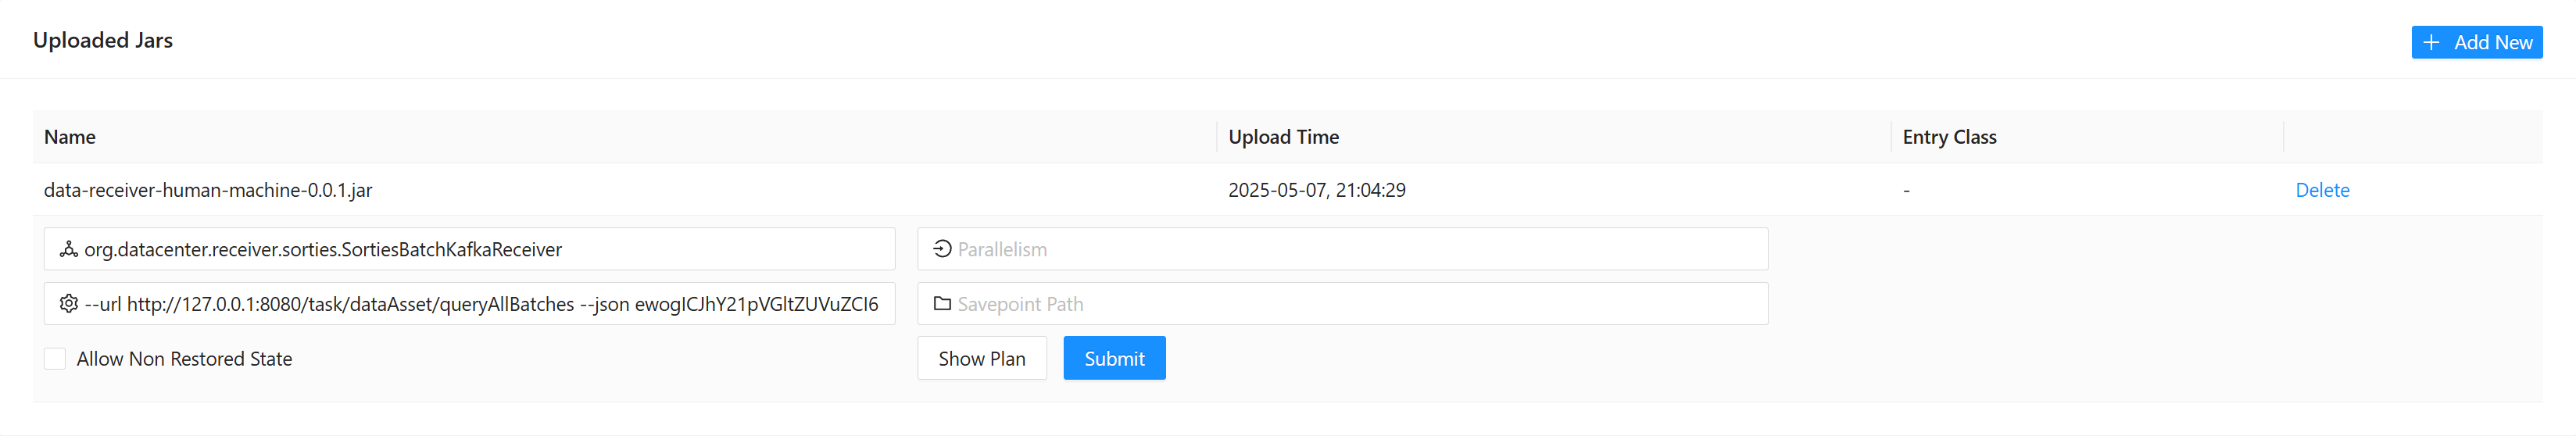 Uploaded Jars
Add New
Name Upload Time Entry Class
data-receiver-human-machine-0.0.1.jar 2025-05-07, 21:04:29 - Delete
org.datacenter.receiver.sorties.SortiesBatchKafkaReceiver Parallelism
--url http://127.0.0.1:8080/task/dataAsset/queryAllBatches --json ewogICJhY21pVGltZUVuZCI6 Savepoint Path
Allow Non Restored State Show Plan Submit